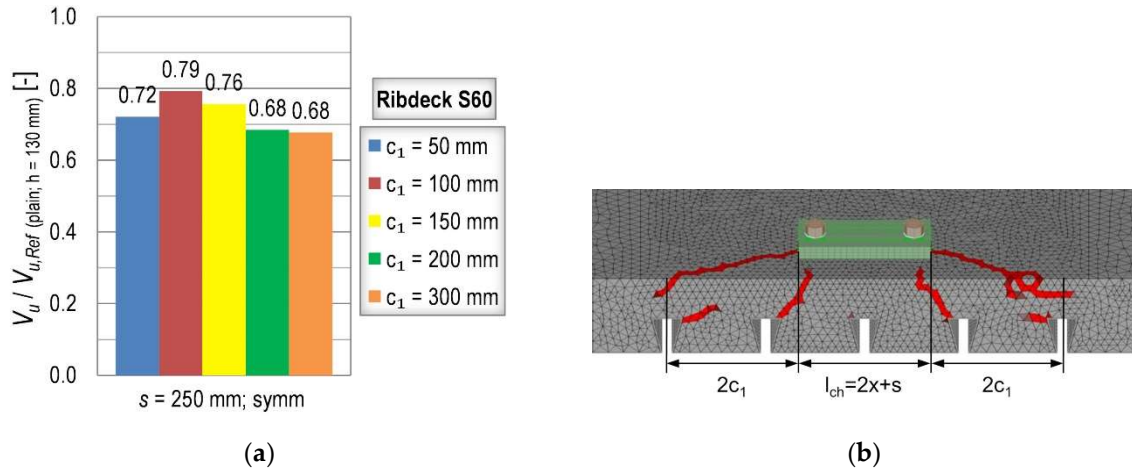 1.0
0.8
0.6
0.4
0.2
0.0
Vu / Vu,Ref (plain; h = 130 mm) [-]
0.72
0.79
0.76
0.68
0.68
s = 250 mm; symm
Ribdeck S60
c1 = 50 mm
c1 = 100 mm
c1 = 150 mm
c1 = 200 mm
c1 = 300 mm
(a)
2c1
lch=2x+s
2c1
(b)